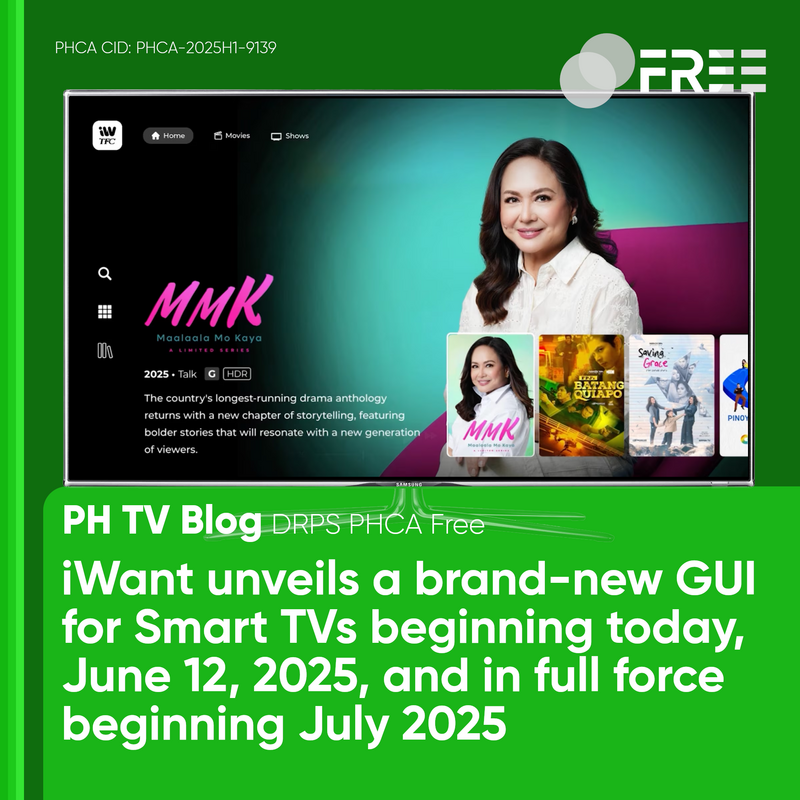 PHCA CID: PHCA-2025H1-9139
FREE
iW
TFC
Home
Movies
Shows
MMK
Maalaala Mo Kaya
A LIMITED SERIES
2025 • Talk G HDR
The country's longest-running drama anthology
returns with a new chapter of storytelling, featuring
bolder stories that will resonate with a new generation
of viewers.
MMK
Maalaala Mo Kaya
BATANG
QUIAPO
Saving
Grace
PINOY
SAMSUNG
PH TV Blog DRPS PHCA Free
iWant unveils a brand-new GUI
for Smart TVs beginning today,
June 12, 2025, and in full force
beginning July 2025